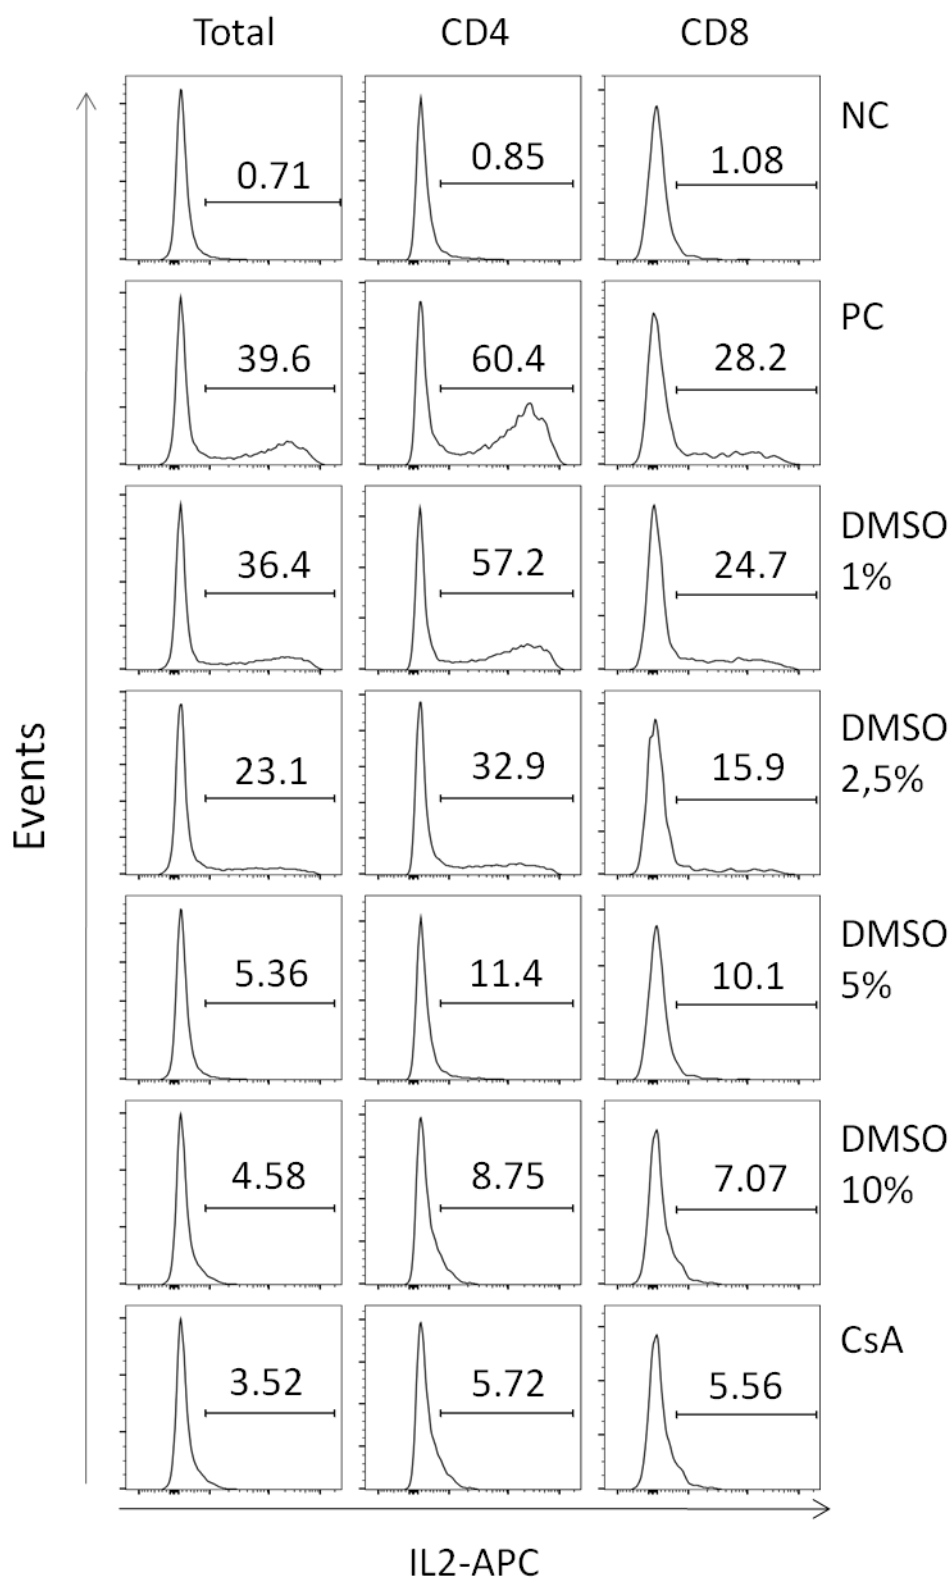 Total CD4 CD8
0.71 0.85 1.08 NC
39.6 60.4 28.2 PC
36.4 57.2 24.7 DMSO
1%
23.1 32.9 15.9 DMSO
2,5%
5.36 11.4 10.1 DMSO
5%
4.58 8.75 7.07 DMSO
10%
3.52 5.72 5.56 CsA
Events
IL2-APC